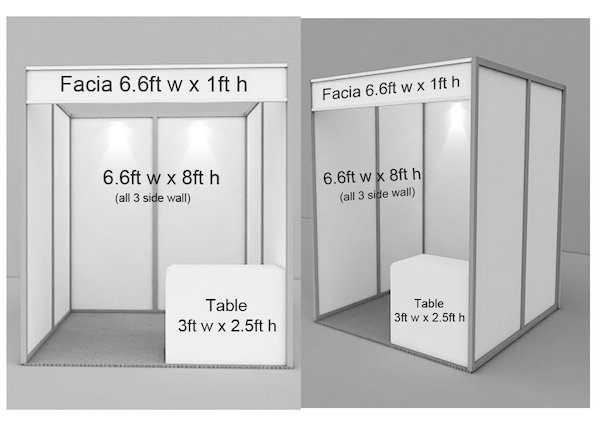 Facia 6.6ft w x 1ft h
6.6ft w x 8ft h
(all 3 side wall)
Table
3ft w x 2.5ft h
Facia 6.6ft w x 1ft h
6.6ft w x 8ft h
(all 3 side wall)
Table
3ft w x 2.5ft h